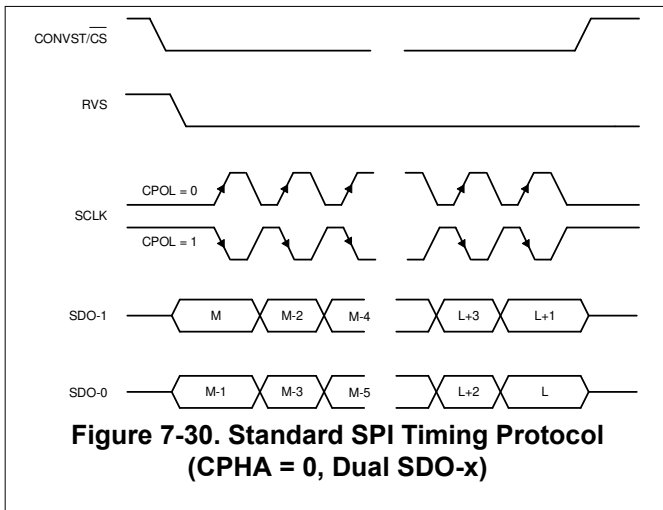 CONVST/CS
RVS
CPOL = 0
SCLK
CPOL = 1
SDO-1 M M-2 M-4 L+3 L+1
SDO-0 M-1 M-3 M-5 L+2 L
Figure 7-30. Standard SPI Timing Protocol
(CPHA = 0, Dual SDO-x)